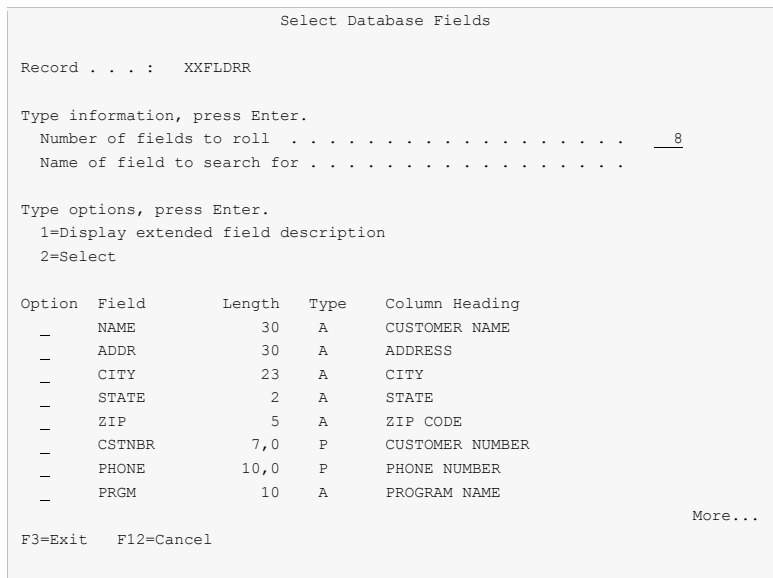 Select Database Fields
Record . . . :   XXFLDRR
Type information, press Enter.
Number of fields to roll  . . . . . . . . . . . . . . . . . .   8
Name of field to search for . . . . . . . . . . . . . . . . .
Type options, press Enter.
1=Display extended field description
2=Select
Option  Field        Length   Type    Column Heading
_     NAME             30    A      CUSTOMER NAME
_     ADDR             30    A      ADDRESS
_     CITY             23    A      CITY
_     STATE             2    A      STATE
_     ZIP               5    A      ZIP CODE
_     CSTNBR          7,0    P      CUSTOMER NUMBER
_     PHONE          10,0    P      PHONE NUMBER
_     PRGM             10    A      PROGRAM NAME
More...
F3=Exit   F12=Cancel